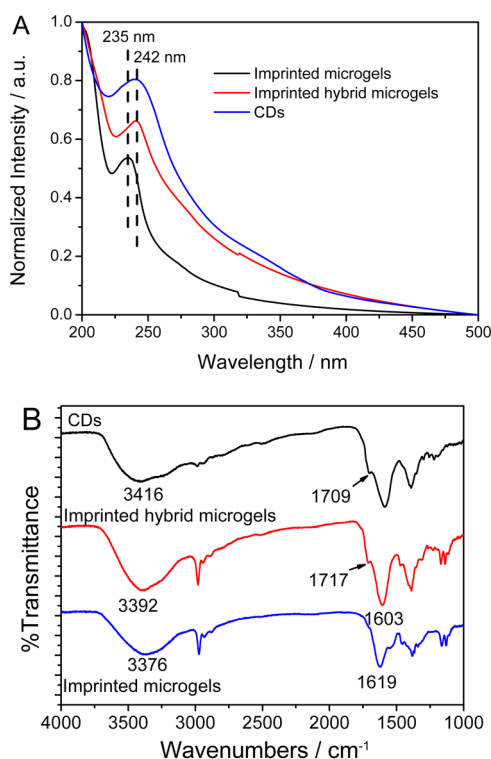 A
235 nm
242 nm
Imprinted microgels
Imprinted hybrid microgels
CDs
Normalized Intensity / a.u.
1.0
0.8
0.6
0.4
0.2
0.0
200 250 300 350 400 450 500
Wavelength / nm
B
CDs
3416
1709
Imprinted hybrid microgels
3392
1717
1603
3376
1619
Imprinted microgels
%Transmittance
4000 3500 3000 2500 2000 1500 1000
Wavenumbers / cm⁻¹